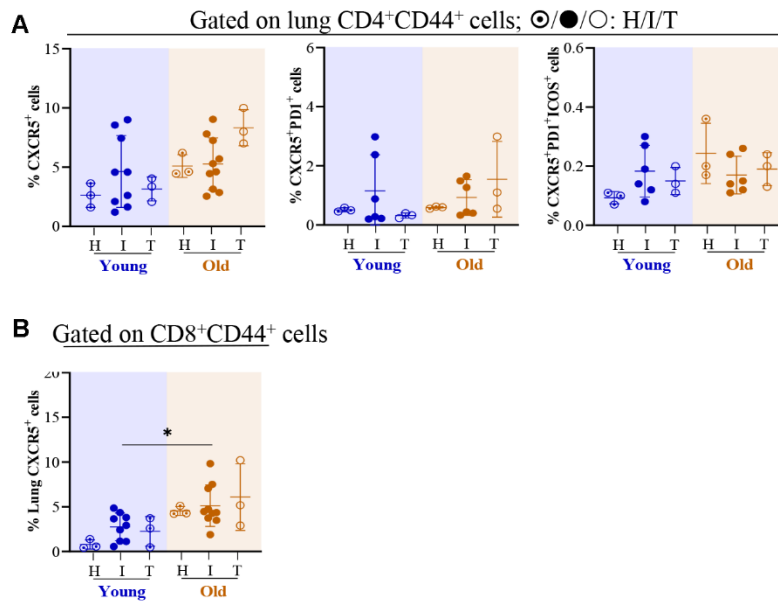 A
Gated on lung CD4⁺CD44⁺ cells; ⊙/●/○: H/I/T
% CXCR5⁺ cells
15
10
5
0
H I T H I T
Young Old
% CXCR5⁺PD1⁺ cells
6
4
2
0
H I T H I T
Young Old
% CXCR5⁺PD1⁺ICOS⁺ cells
0.6
0.4
0.2
0.0
H I T H I T
Young Old
B
Gated on CD8⁺CD44⁺ cells
% Lung CXCR5⁺ cells
20
15
10
5
0
*
H I T H I T
Young Old